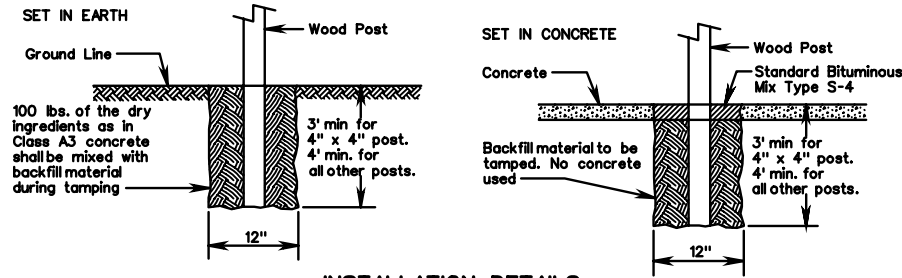 SET IN EARTH
Wood Post
Ground Line
100 lbs. of the dry
ingredients as in
Class A3 concrete
shall be mixed with
backfill material
during tamping
3' min for
4" x 4" post.
4' min. for
all other posts.
12"
SET IN CONCRETE
Wood Post
Concrete
Standard Bituminous
Mix Type S-4
Backfill material to be
tamped. No concrete
used
3' min for
4" x 4" post.
4' min. for
all other posts.
12"
INSTALLATION DETAILS